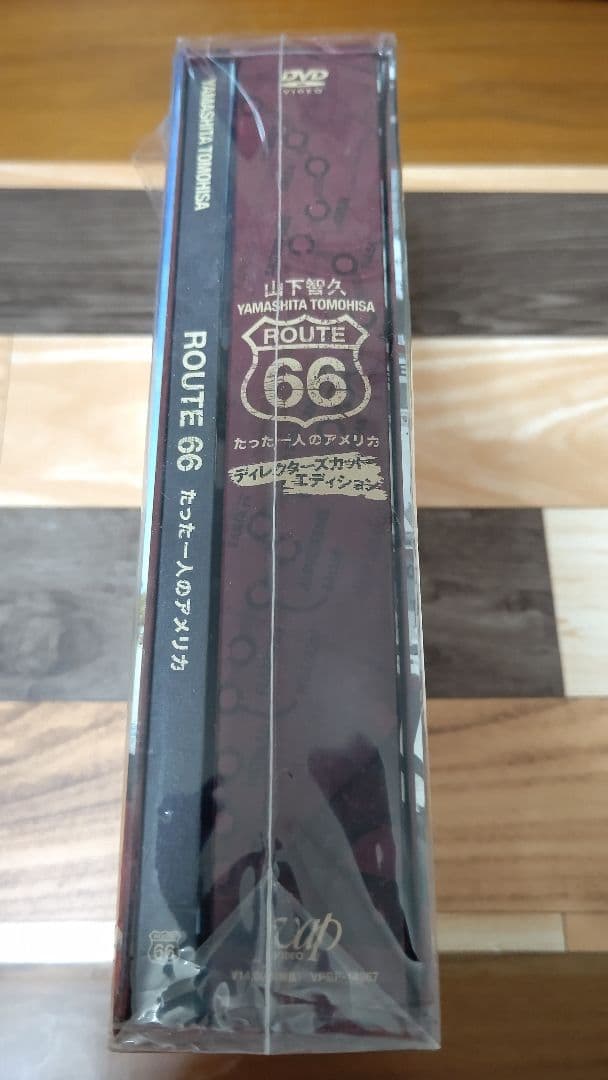 YAMASHITA TOMOHISA
ROUTE 66 たった一人のアメリカ
ROUTE
66
DVD
VIDEO
山下智久
YAMASHITA TOMOHISA
ROUTE
66
たった一人のアメリカ
ディレクターズカット
エディション
vap
VIDEO